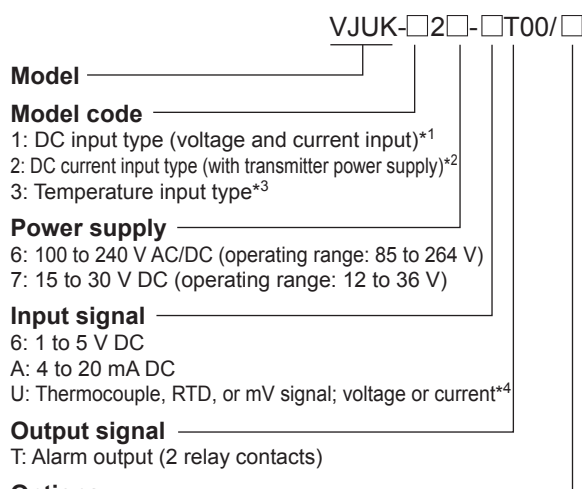 VJUK-□2□-□T00/□
Model
Model code
1: DC input type (voltage and current input)*1
2: DC current input type (with transmitter power supply)*2
3: Temperature input type*3
Power supply
6: 100 to 240 V AC/DC (operating range: 85 to 264 V)
7: 15 to 30 V DC (operating range: 12 to 36 V)
Input signal
6: 1 to 5 V DC
A: 4 to 20 mA DC
U: Thermocouple, RTD, or mV signal; voltage or current*4
Output signal
T: Alarm output (2 relay contacts)